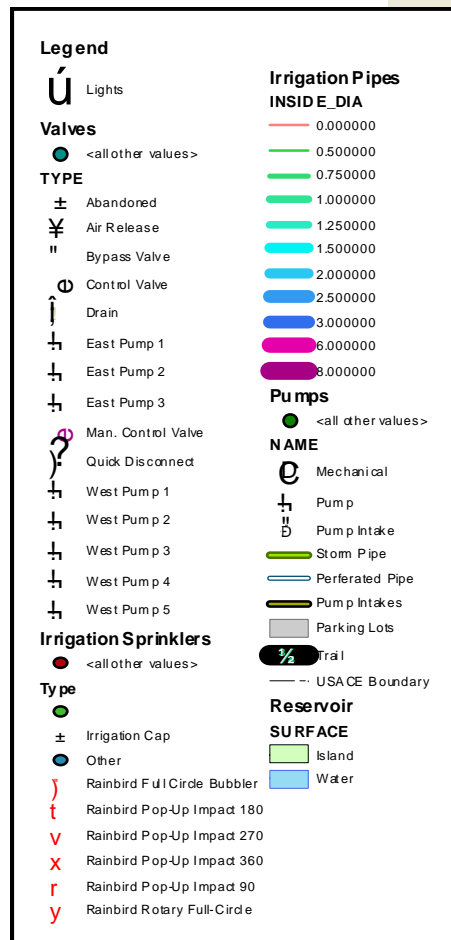 Legend
ú Lights
Valves
<all other values>
TYPE
± Abandoned
¥ Air Release
" Bypass Valve
e Control Valve
Drain
East Pump 1
East Pump 2
East Pump 3
e Man. Control Valve
)? Quick Disconnect
West Pump 1
West Pump 2
West Pump 3
West Pump 4
West Pump 5
Irrigation Sprinklers
<all other values>
Type
± Irrigation Cap
Other
) Rainbird Full Circle Bubbler
t Rainbird Pop-Up Impact 180
v Rainbird Pop-Up Impact 270
x Rainbird Pop-Up Impact 360
r Rainbird Pop-Up Impact 90
y Rainbird Rotary Full-Circle
Irrigation Pipes
INSIDE_DIA
0.000000
0.500000
0.750000
1.000000
1.250000
1.500000
2.000000
2.500000
3.000000
6.000000
8.000000
Pumps
<all other values>
NAME
Mechanical
Pump
Pump Intake
Storm Pipe
Perferated Pipe
Pump Intakes
Parking Lots
½ Trail
USACE Boundary
Reservoir
SURFACE
Island
Water